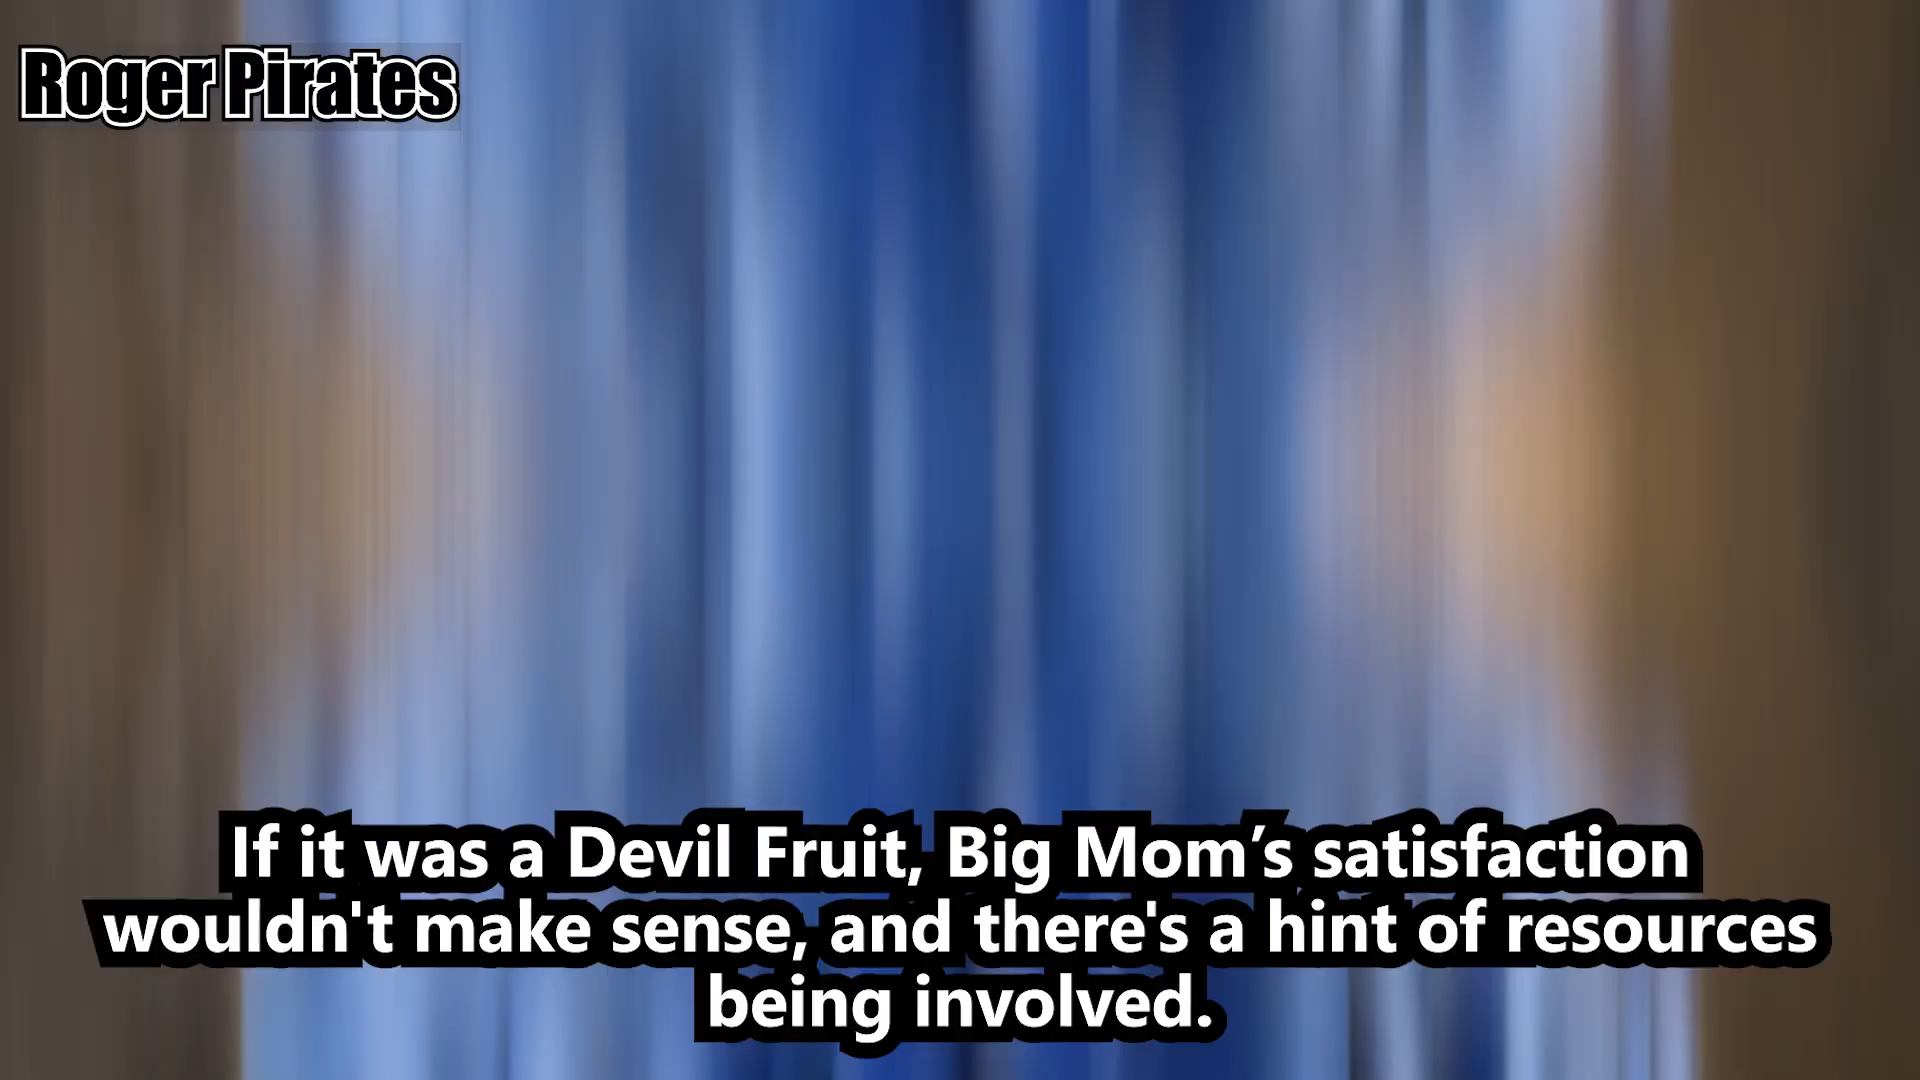 Roger Pirates
If it was a Devil Fruit, Big Mom’s satisfaction
wouldn't make sense, and there's a hint of resources
being involved.